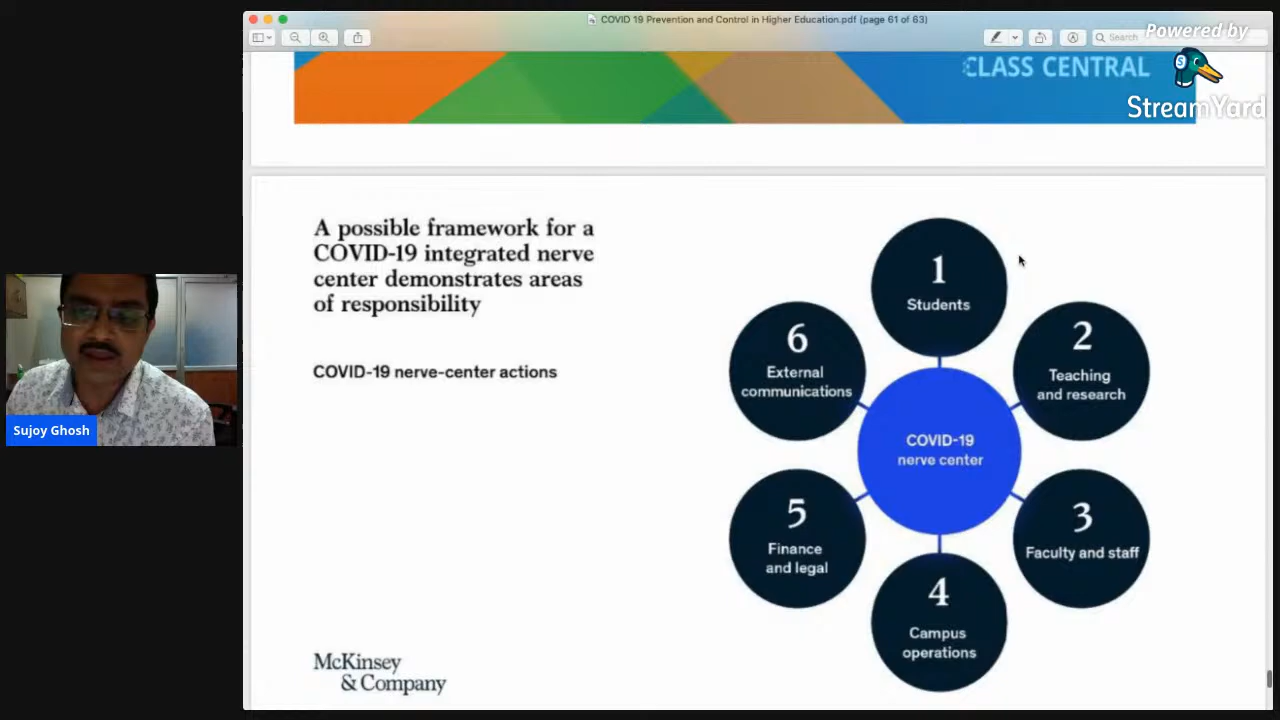 COVID 19 Prevention and Control in Higher Education.pdf (page 61 of 63)
Search
Powered by
StreamYard
CLASS CENTRAL
A possible framework for a
COVID-19 integrated nerve
center demonstrates areas
of responsibility
COVID-19 nerve-center actions
1
Students
2
Teaching
and research
3
Faculty and staff
4
Campus
operations
5
Finance
and legal
6
External
communications
COVID-19
nerve center
McKinsey
& Company
Sujoy Ghosh